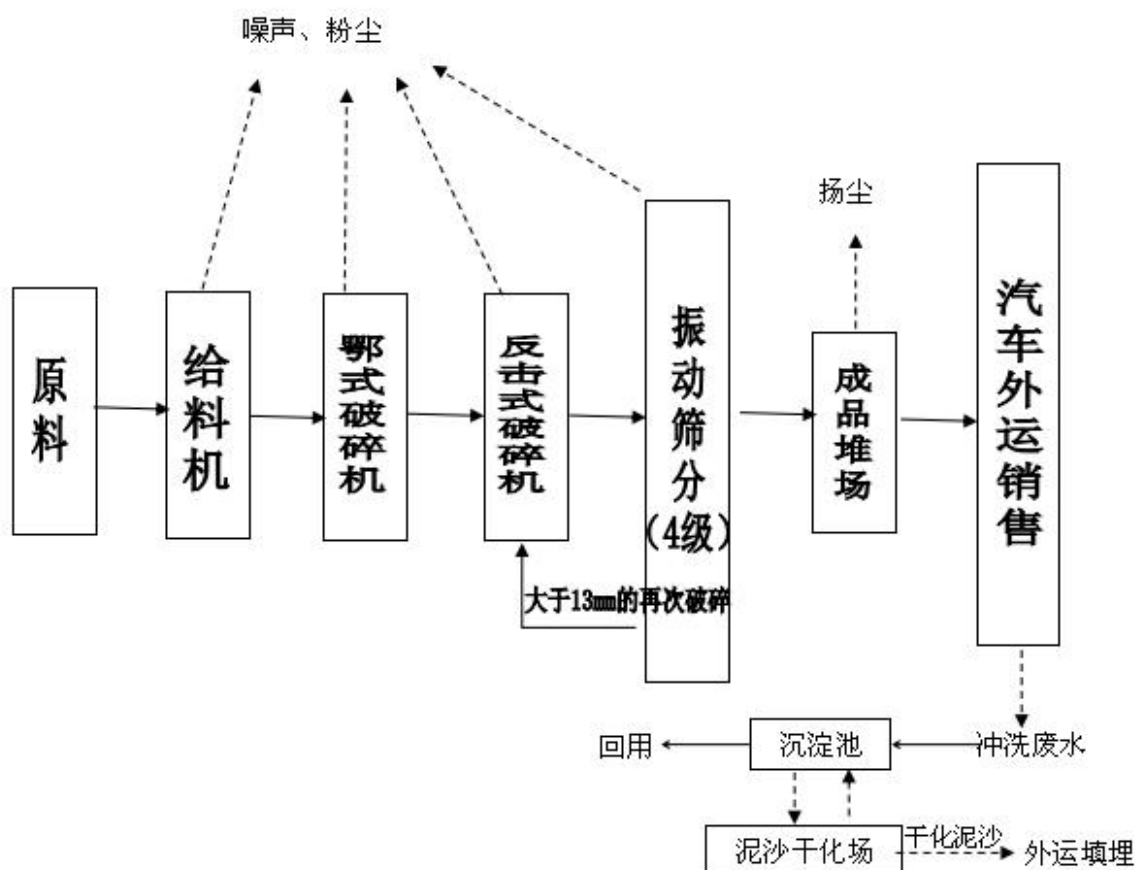 噪声、粉尘
扬尘
原料
给料机
鄂式破碎机
反击式破碎机
振动筛分(4级)
成品堆场
汽车外运销售
大于13mm的再次破碎
回用
沉淀池
冲洗废水
泥沙干化场
干化泥沙
外运填埋